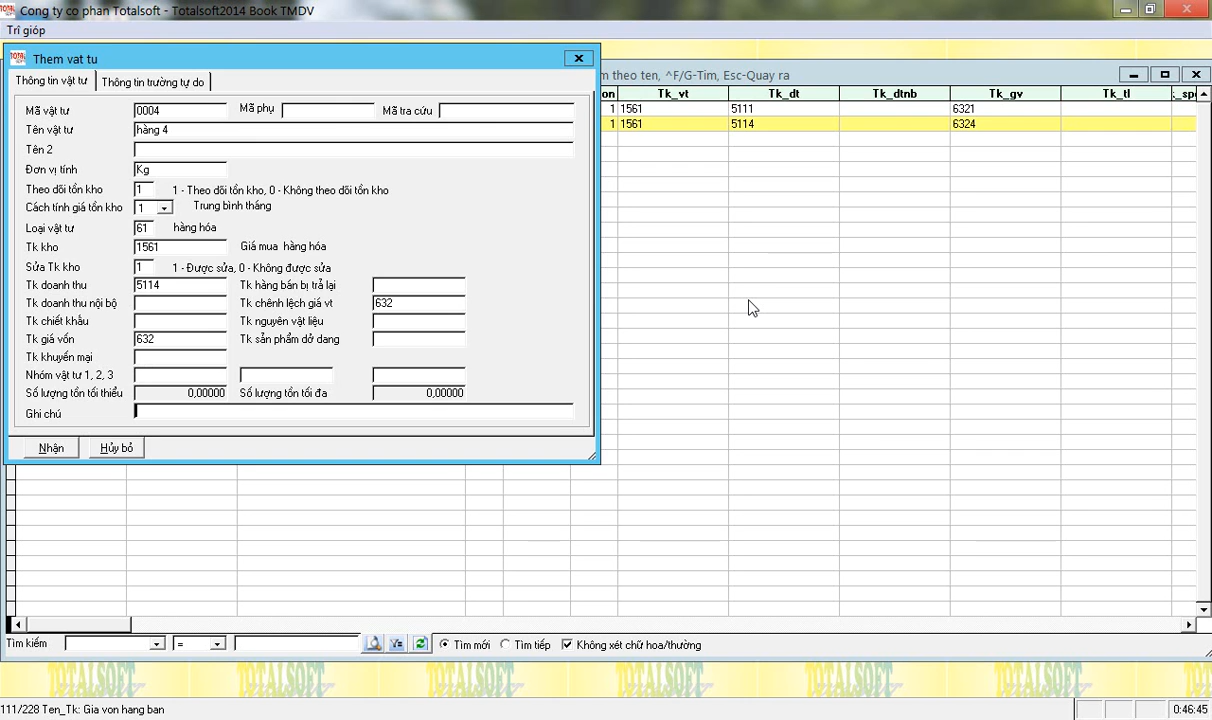 Cong ty co phan Totalsoft - Totalsoft2014 Book TMDV
Trî gióp
Them vat tu
m theo ten, ^F/G-Tim, Esc-Quay ra
Thông tin vật tư Thông tin trường tự do
on Tk_vt Tk_dt Tk_dtnb Tk_gv Tk_tl
1 1561 5111 6321
1 1561 5114 6324
Mã vật tư 0004 Mã phụ Mã tra cứu
Tên vật tư hàng 4
Tên 2
Đơn vị tính Kg
Theo dõi tồn kho 1 1 - Theo dõi tồn kho, 0 - Không theo dõi tồn kho
Cách tính giá tồn kho 1 Trung bình tháng
Loại vật tư 61 hàng hóa
Tk kho 1561 Giá mua hàng hóa
Sửa Tk kho 1 1 - Được sửa, 0 - Không được sửa
Tk doanh thu 5114 Tk hàng bán bị trả lại
Tk doanh thu nội bộ Tk chênh lệch giá vt 632
Tk chiết khấu Tk nguyên vật liệu
Tk giá vốn 632 Tk sản phẩm dở dang
Tk khuyến mại
Nhóm vật tư 1, 2, 3
Số lượng tồn tối thiểu 0,00000 Số lượng tồn tối đa 0,00000
Ghi chú
Nhận Hủy bỏ
Tìm kiếm = Tìm mới Tìm tiếp Không xét chữ hoa/thường
TOTALSOFT TOTALSOFT TOTALSOFT TOTALSOFT TOTALSOFT TOTALSOFT
111/228 Ten_Tk: Gia von hang ban 0:46:45